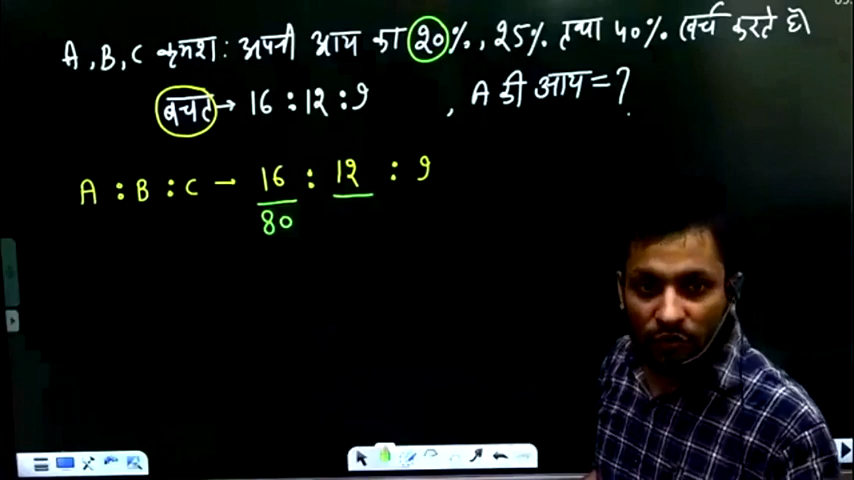 A, B, C क्रमश: अपनी आय का 20%, 25% तथा 40% खर्च करते हैं
बचत → 16 : 12 : 9 , A की आय = ?
A : B : C → 16 : 12 : 9
80